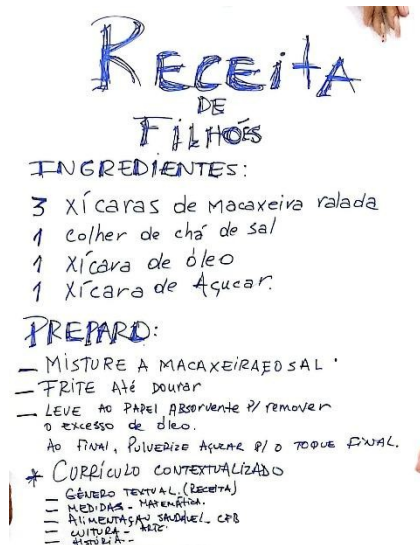 RECEITA
DE
FILHÓES
INGREDIENTES:
3 Xícaras de Macaxeira ralada
1 Colher de chá de sal
1 Xícara de óleo
1 Xícara de Açucar.
PREPARO:
— MISTURE A MACAXEIRA E O SAL.
— FRITE Até Dourar
— LEVE AO PAPEL ABSORVENTE P/ remover
o excesso de óleo.
AO FINAL, PULVERIZE AÇUCAR P/ O TOQUE FINAL.
* CURRÍCULO CONTEXTUALIZADO
— GÊNERO TEXTUAL. (RECEITA)
— MEDIDAS - MATEMÁTICA.
— ALIMENTAÇÃO SAUDÁVEL - CFB
— CULTURA - ARTE.
— HISTÓRIA -